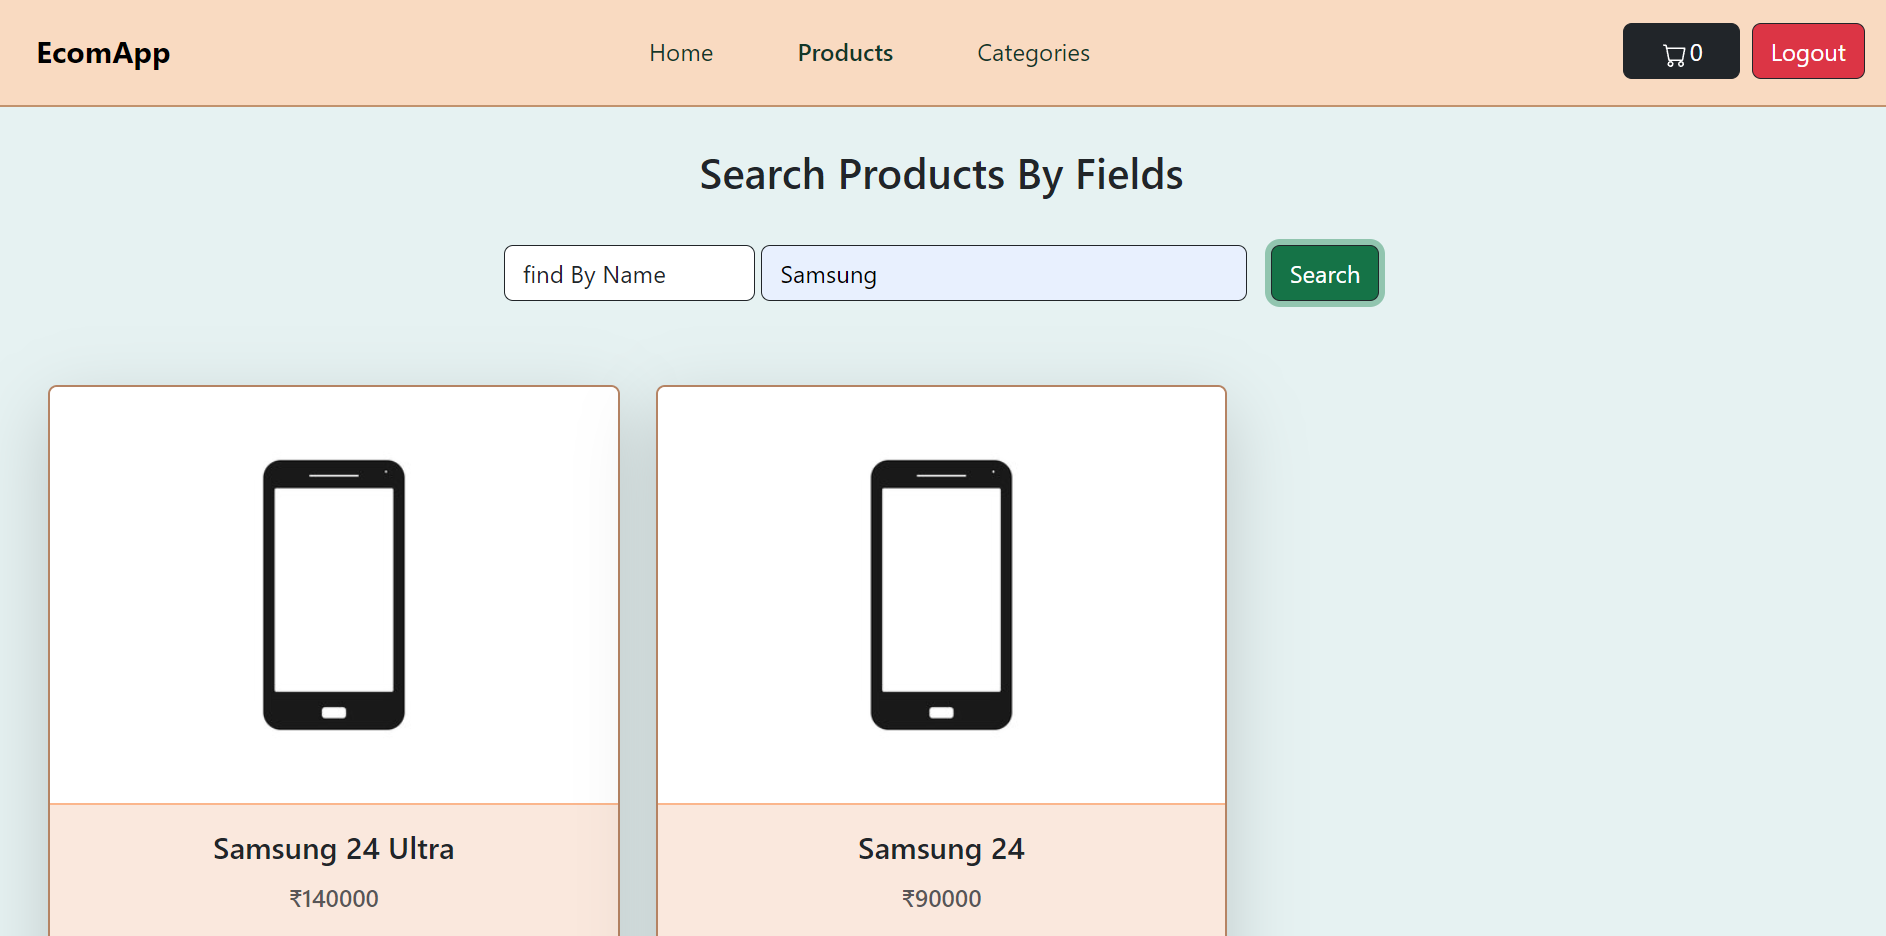 EcomApp
Home
Products
Categories
0
Logout
Search Products By Fields
find By Name
Samsung
Search
Samsung 24 Ultra
₹140000
Samsung 24
₹90000